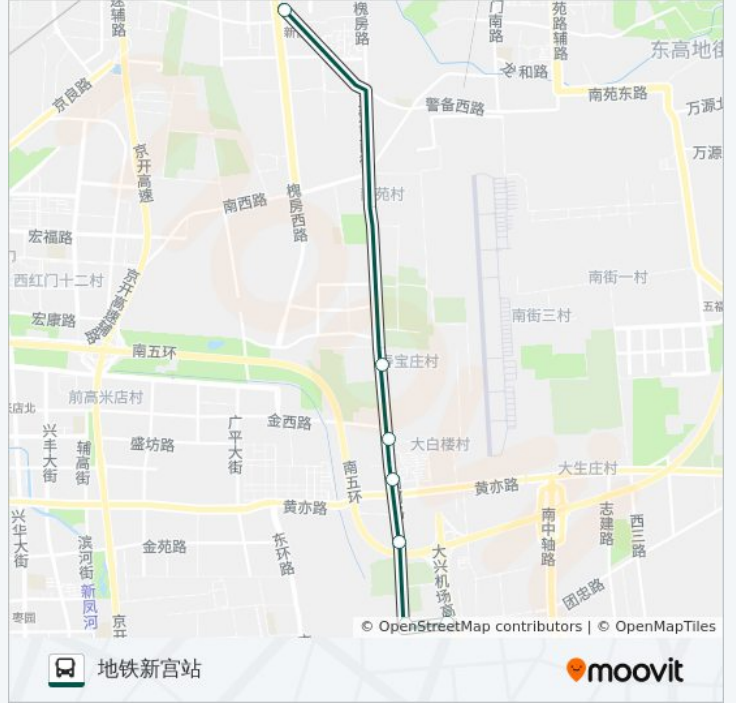 速辅路
槐房路
门南路
苑路辅路
东高地街
和路
京良路
南苑东路
警备西路
万源
京开高速
万源
苑村
槐房西路
南西路
宏福路
西红门十二村
南街一村
京开高速辅路
五福
南街三村
宏康路
南五环
宝庄村
前高米店村
店北
金西路
广平大街
兴丰大街
辅高街
盛坊路
大白楼村
南五环
大生庄村
黄亦路
黄亦路
兴华大街
南中轴路
志建路
西三路
滨河街
金苑路
东环路
大兴机场高
新凤河
团忠路
枣园
京开
© OpenStreetMap contributors | © OpenMapTiles
地铁新宫站
moovit